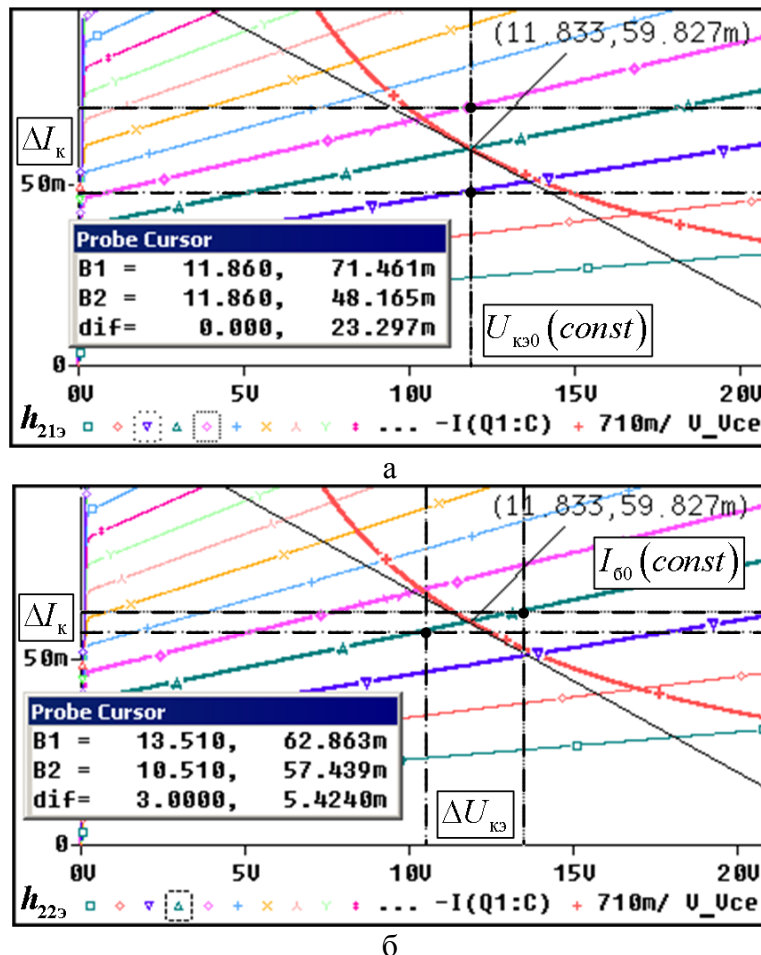 (11.833,59.827m)
ΔIк
50m
Probe Cursor
B1 = 11.860, 71.461m
B2 = 11.860, 48.165m
dif= 0.000, 23.297m
Uкэ0 (const)
0
0V 5V 10V 15V 20V
h21э ... -I(Q1:C) 710m/ V_Vce
а
(11.833,59.827m)
Iб0 (const)
ΔIк
50m
Probe Cursor
B1 = 13.510, 62.863m
B2 = 10.510, 57.439m
dif= 3.0000, 5.4240m
ΔUкэ
0
0V 5V 10V 15V 20V
h22э ... -I(Q1:C) 710m/ V_Vce
б